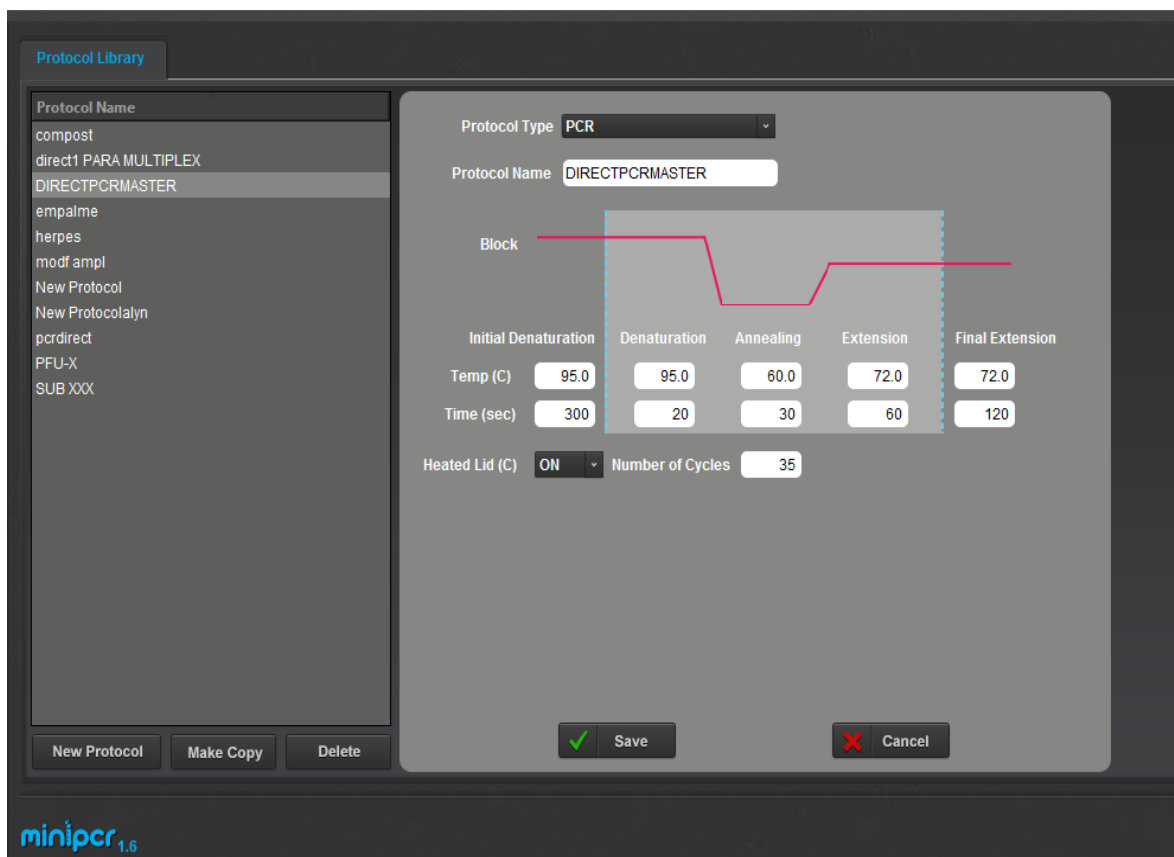 Protocol Library
Protocol Name
compost
direct1 PARA MULTIPLEX
DIRECTPCRMASTER
empalme
herpes
modf ampl
New Protocol
New Protocolalyn
pcrdirect
PFU-X
SUB XXX
New Protocol Make Copy Delete
Protocol Type PCR
Protocol Name DIRECTPCRMASTER
Block
Initial Denaturation Denaturation Annealing Extension Final Extension
Temp (C) 95.0 95.0 60.0 72.0 72.0
Time (sec) 300 20 30 60 120
Heated Lid (C) ON Number of Cycles 35
Save Cancel
minipcr 1.6